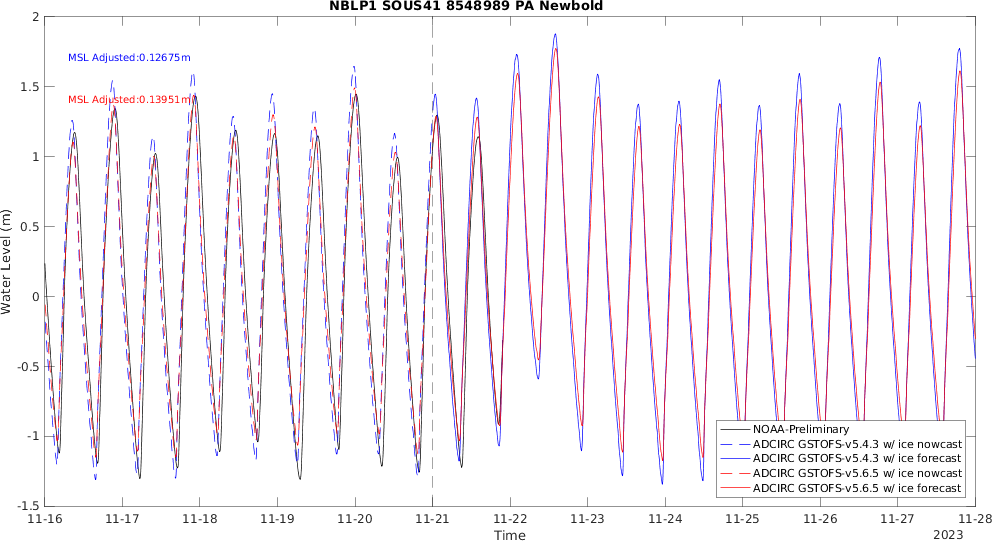 NBLP1 SOUS41 8548989 PA Newbold
2
1.5
1
0.5
0
-0.5
-1
-1.5
Water Level (m)
MSL Adjusted:0.12675m
MSL Adjusted:0.13951m
NOAA-Preliminary
ADCIRC GSTOFS-v5.4.3 w/ ice nowcast
ADCIRC GSTOFS-v5.4.3 w/ ice forecast
ADCIRC GSTOFS-v5.6.5 w/ ice nowcast
ADCIRC GSTOFS-v5.6.5 w/ ice forecast
11-16 11-17 11-18 11-19 11-20 11-21 11-22 11-23 11-24 11-25 11-26 11-27 11-28
Time
2023